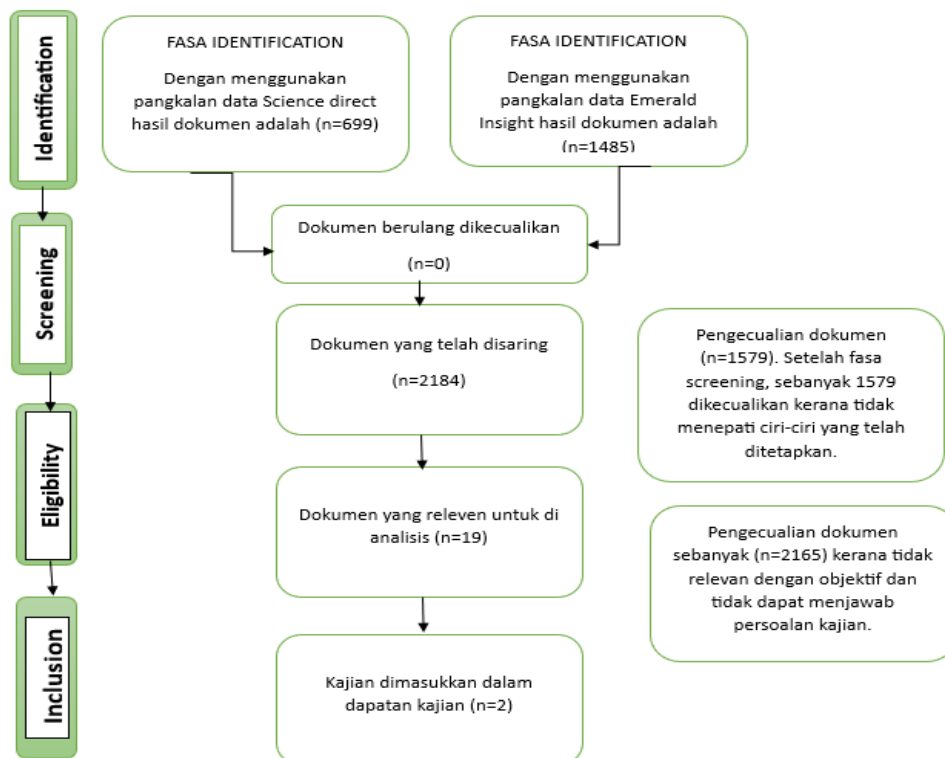 Identification
FASA IDENTIFICATION
Dengan menggunakan
pangkalan data Science direct
hasil dokumen adalah (n=699)
FASA IDENTIFICATION
Dengan menggunakan
pangkalan data Emerald
Insight hasil dokumen adalah
(n=1485)
Screening
Dokumen berulang dikecualikan
(n=0)
Dokumen yang telah disaring
(n=2184)
Pengecualian dokumen
(n=1579). Setelah fasa
screening, sebanyak 1579
dikecualikan kerana tidak
menepati ciri-ciri yang telah
ditetapkan.
Eligibility
Dokumen yang releven untuk di
analisis (n=19)
Pengecualian dokumen
sebanyak (n=2165) kerana tidak
relevan dengan objektif dan
tidak dapat menjawab
persoalan kajian.
Inclusion
Kajian dimasukkan dalam
dapatan kajian (n=2)